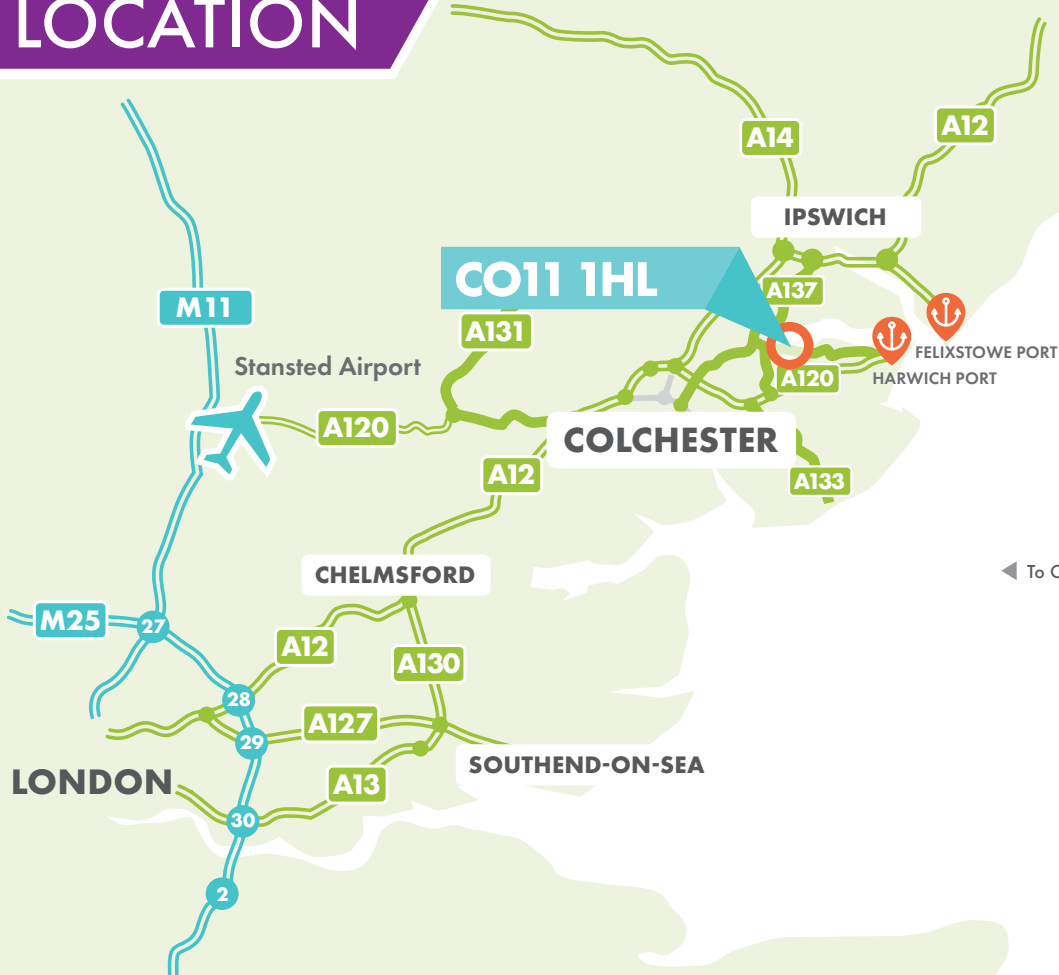 LOCATION
A14
A12
IPSWICH
CO11 1HL
A137
M11
A131
Stansted Airport
FELIXSTOWE PORT
A120
HARWICH PORT
A120
COLCHESTER
A12
A133
CHELMSFORD
To
M25
27
A12
A130
28
A127
29
SOUTHEND-ON-SEA
LONDON
A13
30
2